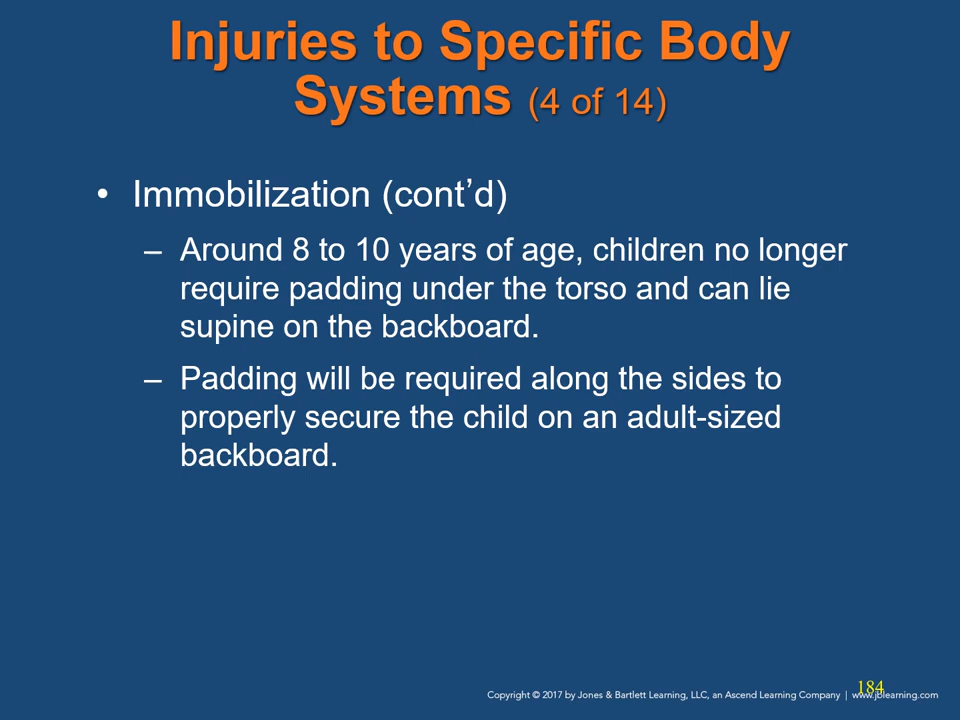 Injuries to Specific Body
Systems (4 of 14)
• Immobilization (cont’d)
– Around 8 to 10 years of age, children no longer
require padding under the torso and can lie
supine on the backboard.
– Padding will be required along the sides to
properly secure the child on an adult-sized
backboard.
184
Copyright © 2017 by Jones & Bartlett Learning, LLC, an Ascend Learning Company | www.jblearning.com